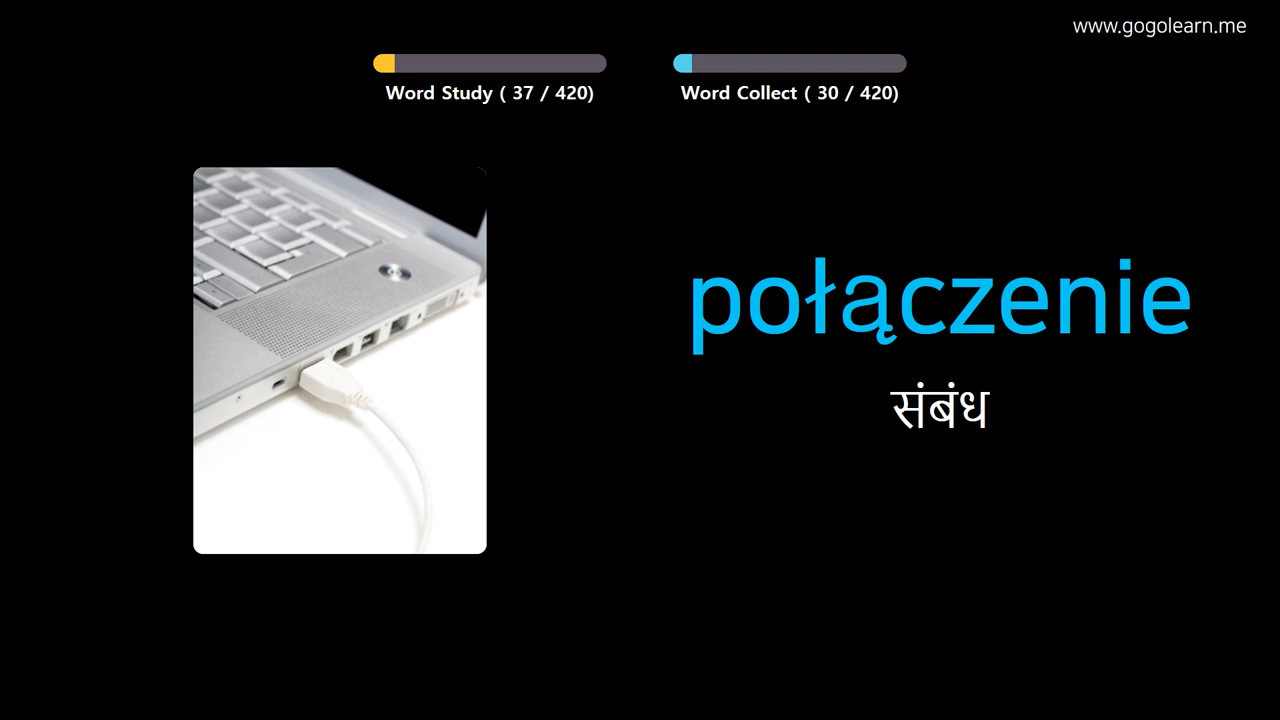 www.gogolearn.me
Word Study ( 37 / 420)
Word Collect ( 30 / 420)
połączenie
संबंध